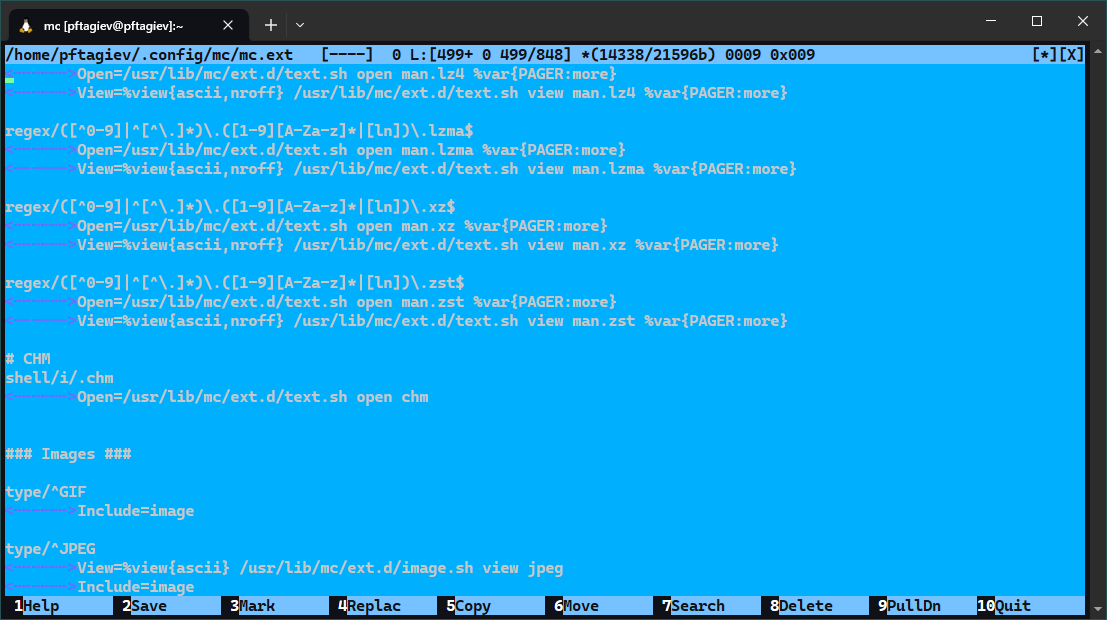 mc [pftagiev@pftagiev]:~
/home/pftagiev/.config/mc/mc.ext   [----]  0 L:[499+ 0 499/848] *(14338/21596b) 0009 0x009                        [*][X]
<------>Open=/usr/lib/mc/ext.d/text.sh open man.lz4 %var{PAGER:more}
<------>View=%view{ascii,nroff} /usr/lib/mc/ext.d/text.sh view man.lz4 %var{PAGER:more}
regex/([^0-9]|^[^\.]*)\.([1-9][A-Za-z]*|[ln])\.lzma$
<------>Open=/usr/lib/mc/ext.d/text.sh open man.lzma %var{PAGER:more}
<------>View=%view{ascii,nroff} /usr/lib/mc/ext.d/text.sh view man.lzma %var{PAGER:more}
regex/([^0-9]|^[^\.]*)\.([1-9][A-Za-z]*|[ln])\.xz$
<------>Open=/usr/lib/mc/ext.d/text.sh open man.xz %var{PAGER:more}
<------>View=%view{ascii,nroff} /usr/lib/mc/ext.d/text.sh view man.xz %var{PAGER:more}
regex/([^0-9]|^[^\.]*)\.([1-9][A-Za-z]*|[ln])\.zst$
<------>Open=/usr/lib/mc/ext.d/text.sh open man.zst %var{PAGER:more}
<------>View=%view{ascii,nroff} /usr/lib/mc/ext.d/text.sh view man.zst %var{PAGER:more}
# CHM
shell/i/.chm
<------>Open=/usr/lib/mc/ext.d/text.sh open chm
### Images ###
type/^GIF
<------>Include=image
type/^JPEG
<------>View=%view{ascii} /usr/lib/mc/ext.d/image.sh view jpeg
<------>Include=image
1Help 2Save 3Mark 4Replac 5Copy 6Move 7Search 8Delete 9PullDn 10Quit